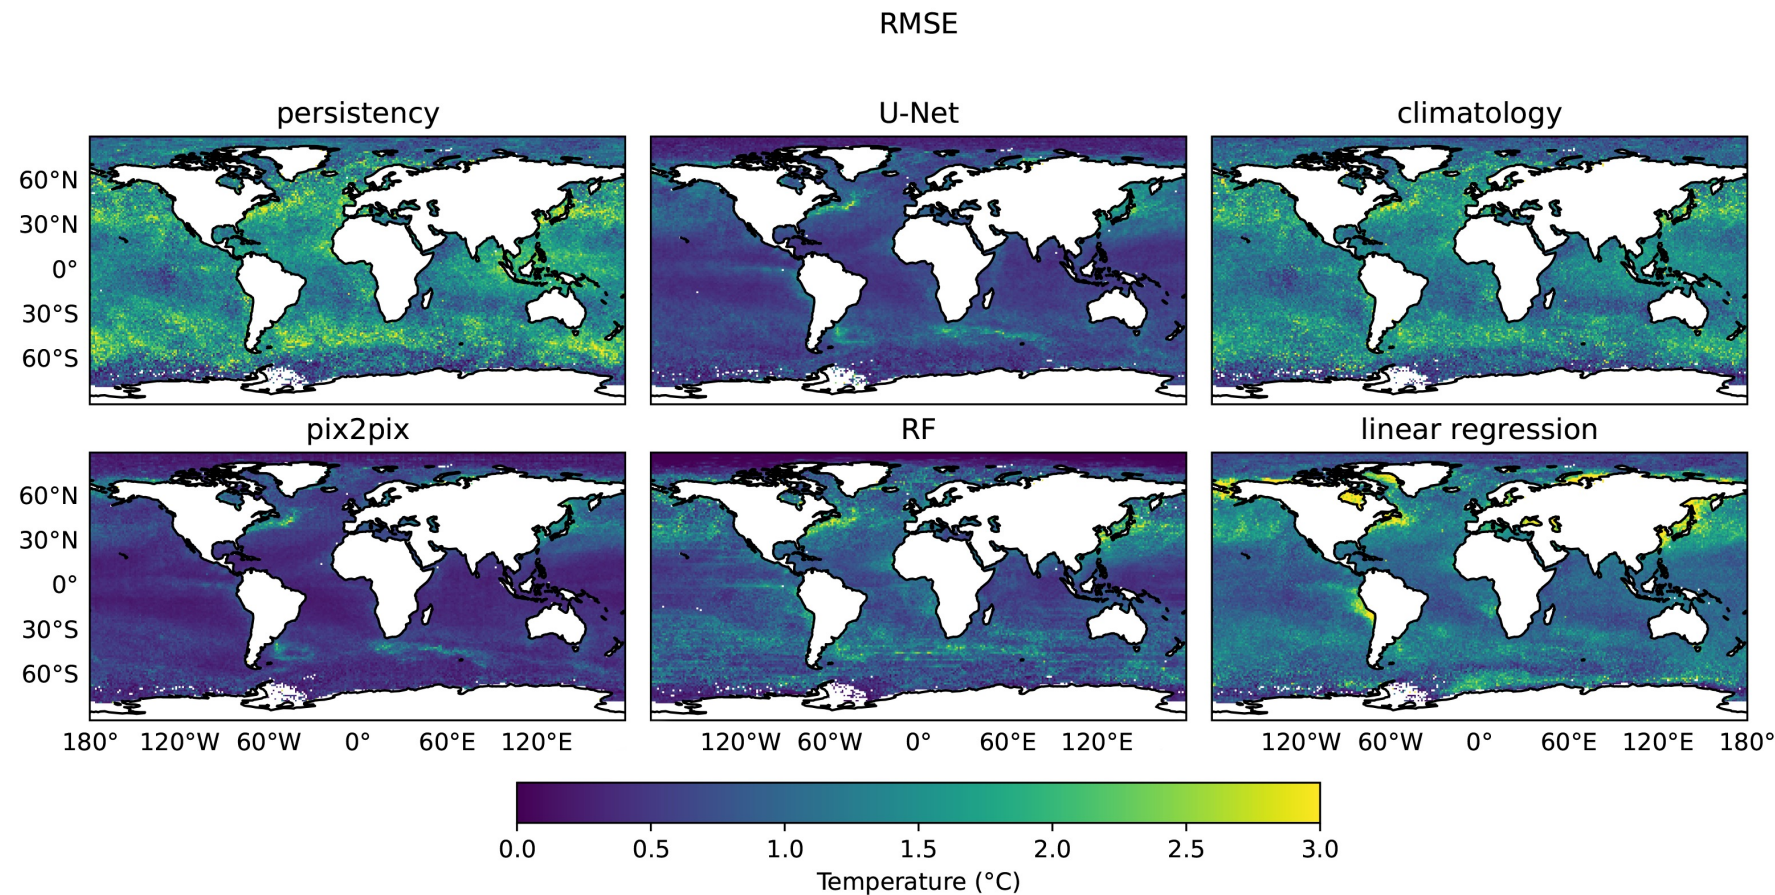 RMSE
persistency U-Net climatology
60°N
30°N
0°
30°S
60°S
pix2pix RF linear regression
60°N
30°N
0°
30°S
60°S
180° 120°W 60°W 0° 60°E 120°E 120°W 60°W 0° 60°E 120°E 120°W 60°W 0° 60°E 120°E 180°
0.0 0.5 1.0 1.5 2.0 2.5 3.0
Temperature (°C)